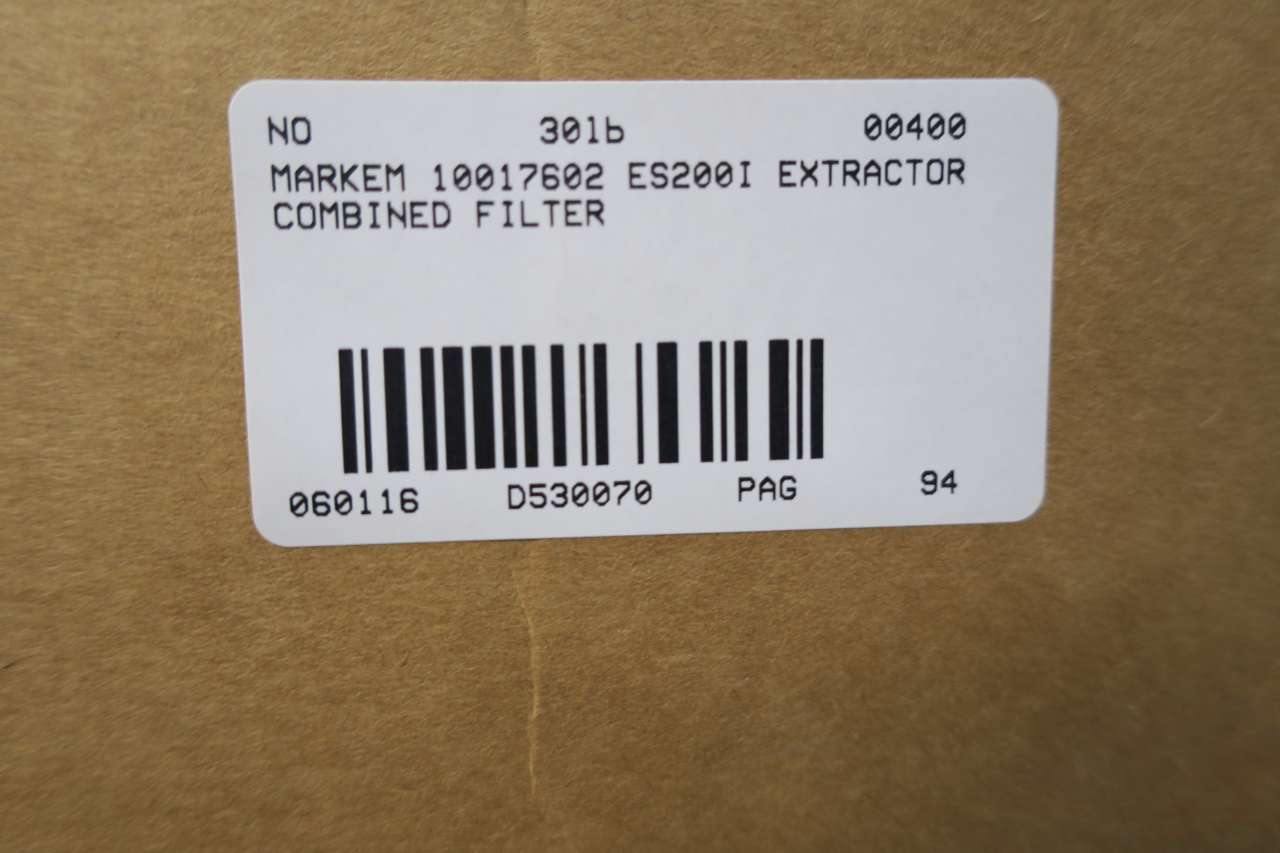 NO 301b 00400
MARKEM 10017602 ES200I EXTRACTOR
COMBINED FILTER
060116 D530070 PAG 94